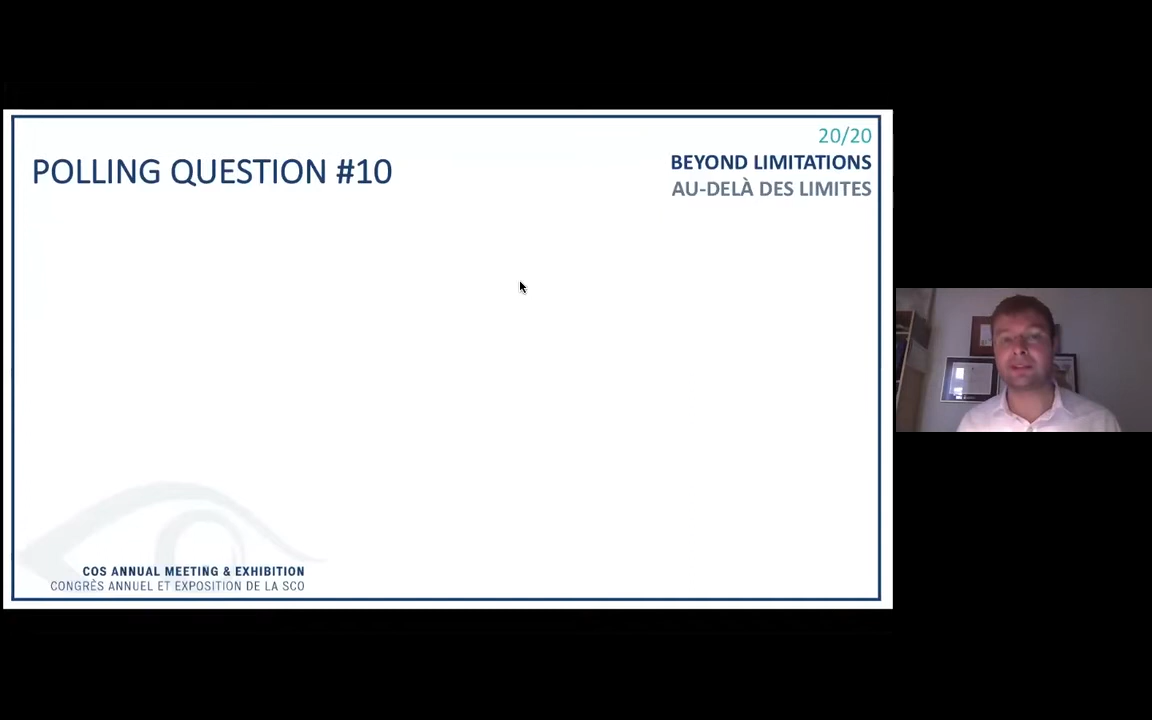 20/20
POLLING QUESTION #10
BEYOND LIMITATIONS
AU-DELÀ DES LIMITES
COS ANNUAL MEETING & EXHIBITION
CONGRÈS ANNUEL ET EXPOSITION DE LA SCO